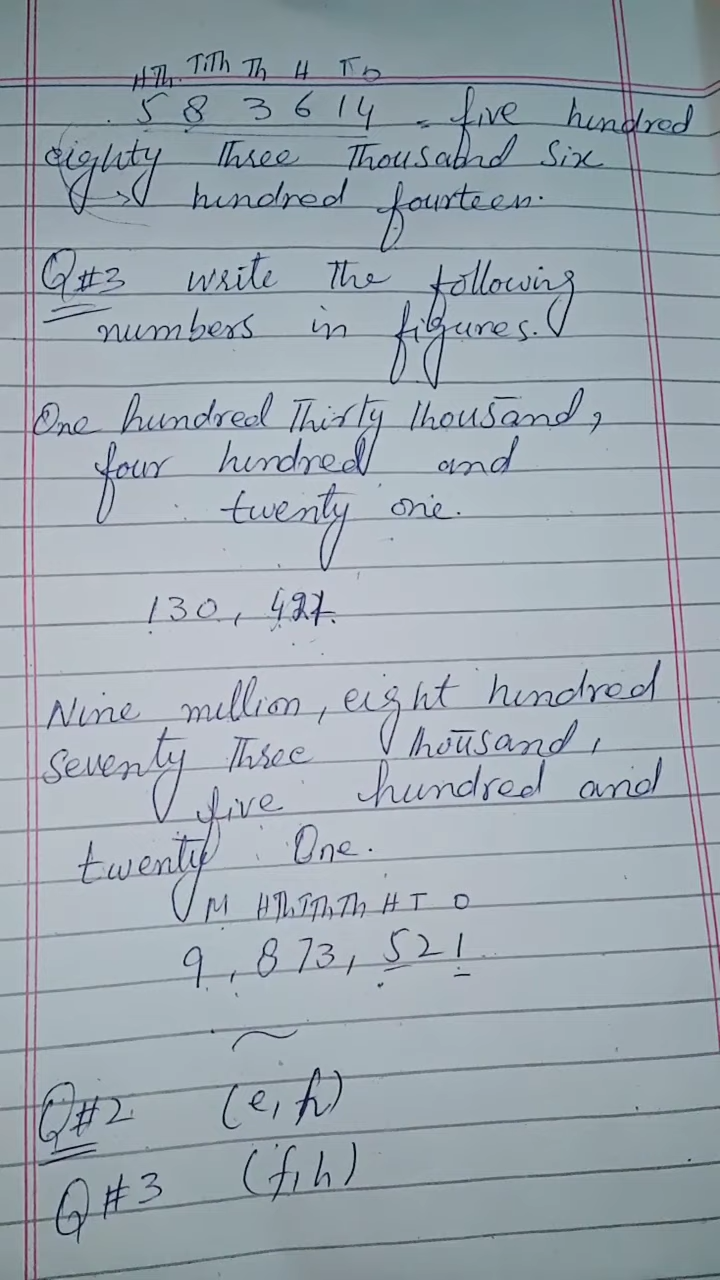 HTh TTh Th H T O
5 8 3 6 1 4 = five hundred
eighty three thousand six
hundred fourteen.
Q#3 write the following
numbers in figures.
One hundred Thirty thousand,
four hundred and
twenty one.
130, 421.
Nine million, eight hundred
seventy three thousand,
five hundred and
twenty One.
M HTh TTh Th H T O
9, 873, 521
Q#2 (e, h)
Q#3 (f, h)